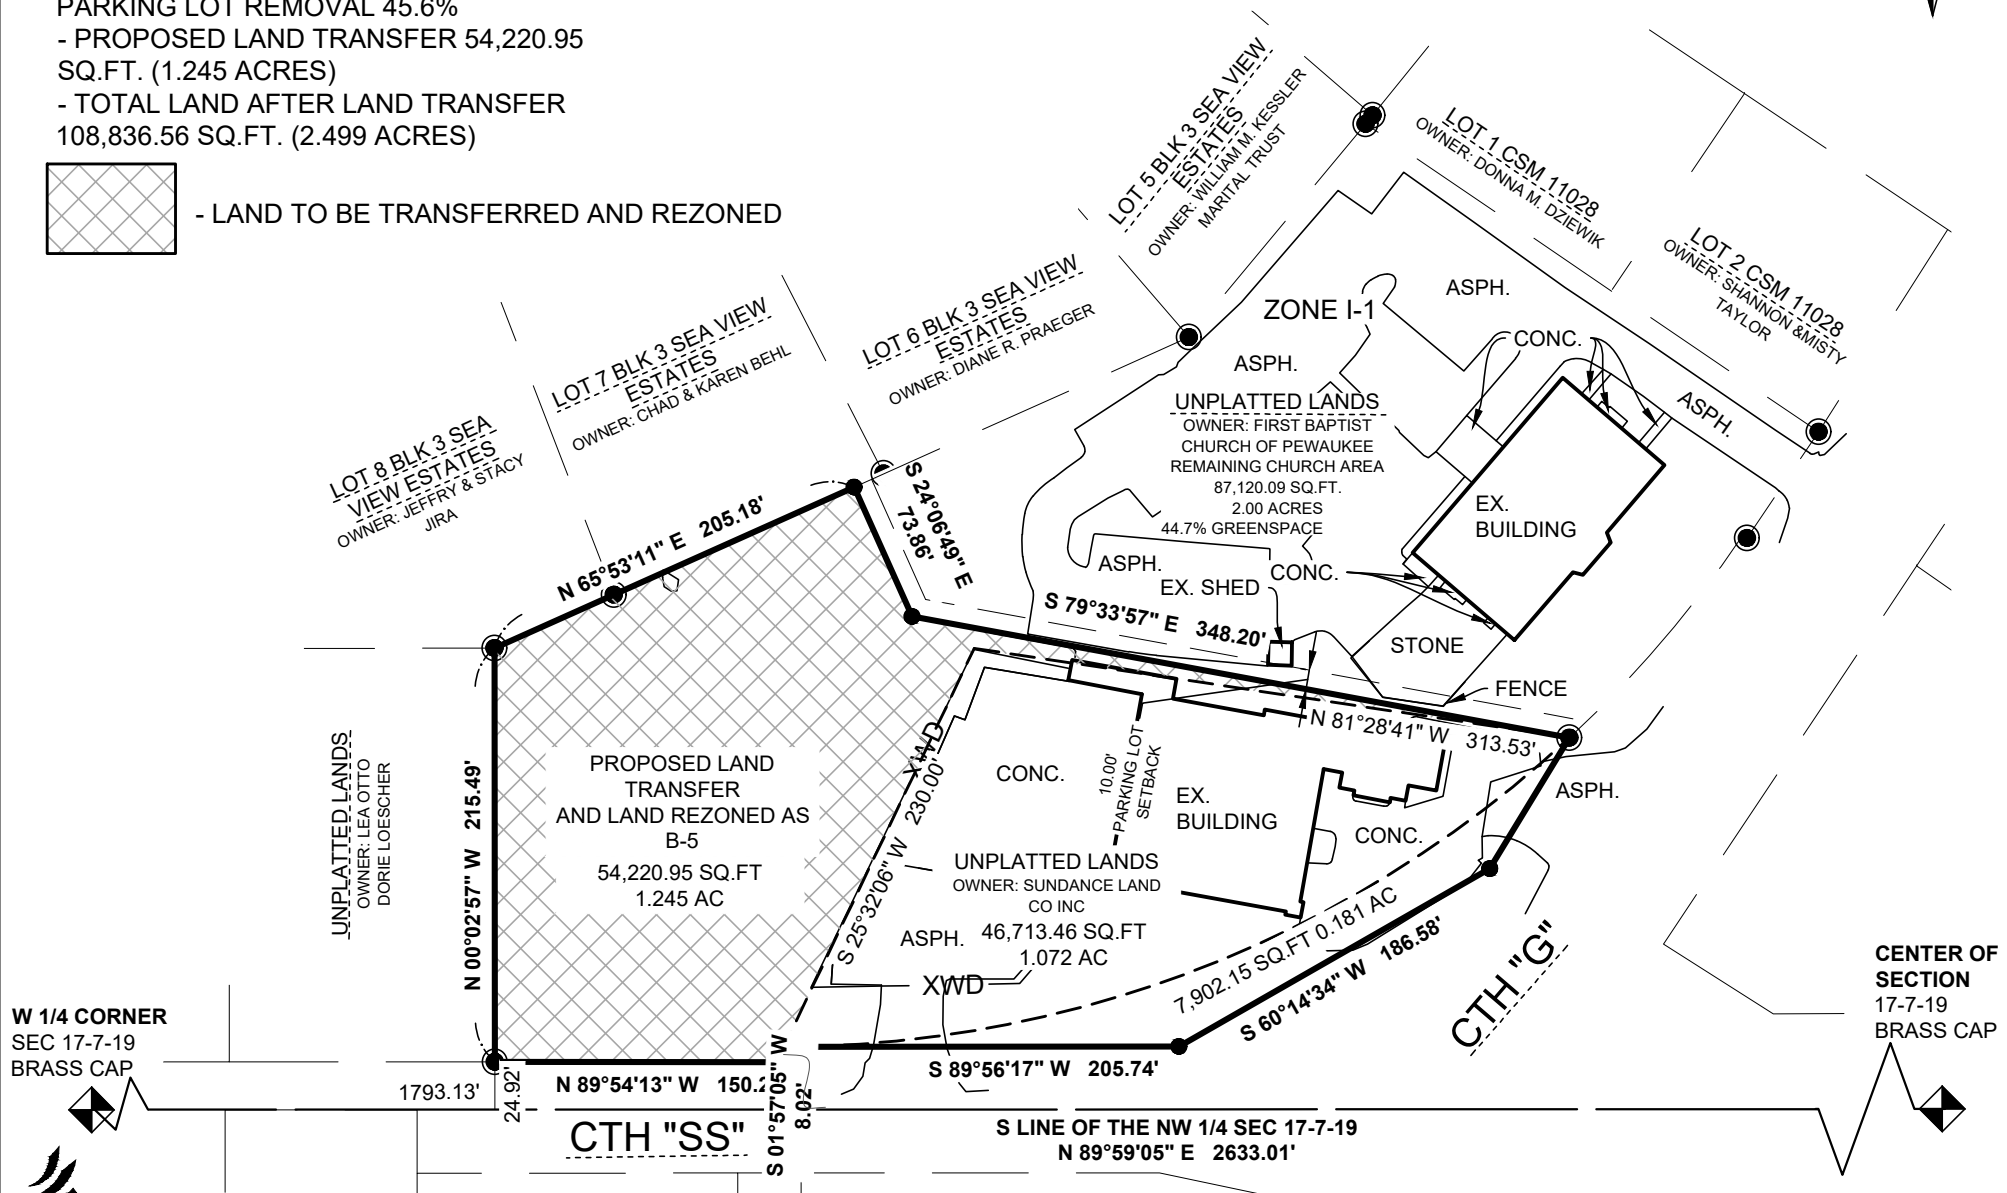 PARKING LOT REMOVAL 45.6%
- PROPOSED LAND TRANSFER 54,220.95
SQ.FT. (1.245 ACRES)
- TOTAL LAND AFTER LAND TRANSFER
108,836.56 SQ.FT. (2.499 ACRES)
- LAND TO BE TRANSFERRED AND REZONED
LOT 5 BLK 3 SEA VIEW
ESTATES
OWNER: WILLIAM M. KESSLER
MARITAL TRUST
LOT 1 CSM 11028
OWNER: DONNA M. DZIEWIK
LOT 2 CSM 11028
OWNER: SHANNON &MISTY
TAYLOR
LOT 6 BLK 3 SEA VIEW
ESTATES
OWNER: DIANE R. PRAEGER
LOT 7 BLK 3 SEA VIEW
ESTATES
OWNER: CHAD & KAREN BEHL
LOT 8 BLK 3 SEA
VIEW ESTATES
OWNER: JEFFRY & STACY
JIRA
ZONE I-1
ASPH.
ASPH.
CONC.
ASPH.
UNPLATTED LANDS
OWNER: FIRST BAPTIST
CHURCH OF PEWAUKEE
REMAINING CHURCH AREA
87,120.09 SQ.FT.
2.00 ACRES
44.7% GREENSPACE
EX.
BUILDING
ASPH.
EX. SHED
CONC.
STONE
FENCE
N 65°53'11" E 205.18'
S 24°06'49" E
73.86'
S 79°33'57" E 348.20'
N 81°28'41" W 313.53'
UNPLATTED LANDS
OWNER: LEA OTTO
DORIE LOESCHER
N 00°02'57" W 215.49'
PROPOSED LAND
TRANSFER
AND LAND REZONED AS
B-5
54,220.95 SQ.FT
1.245 AC
XWD
S 25°32'06" W 230.00'
CONC.
10.00'
PARKING LOT
SETBACK
EX.
BUILDING
CONC.
ASPH.
UNPLATTED LANDS
OWNER: SUNDANCE LAND
CO INC
46,713.46 SQ.FT
1.072 AC
ASPH.
XWD
7,902.15 SQ.FT 0.181 AC
S 60°14'34" W 186.58'
CTH "G"
CENTER OF
SECTION
17-7-19
BRASS CAP
W 1/4 CORNER
SEC 17-7-19
BRASS CAP
1793.13'
24.92'
N 89°54'13" W 150.2
S 01°57'05" W
8.02'
S 89°56'17" W 205.74'
CTH "SS"
S LINE OF THE NW 1/4 SEC 17-7-19
N 89°59'05" E 2633.01'